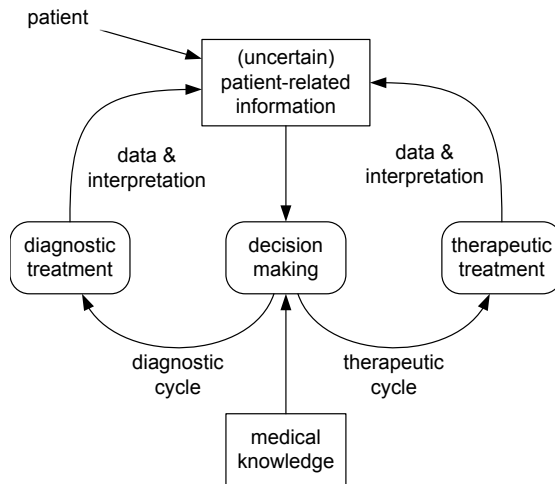 patient
(uncertain)
patient-related
information
data &
interpretation
data &
interpretation
diagnostic
treatment
decision
making
therapeutic
treatment
diagnostic
cycle
therapeutic
cycle
medical
knowledge